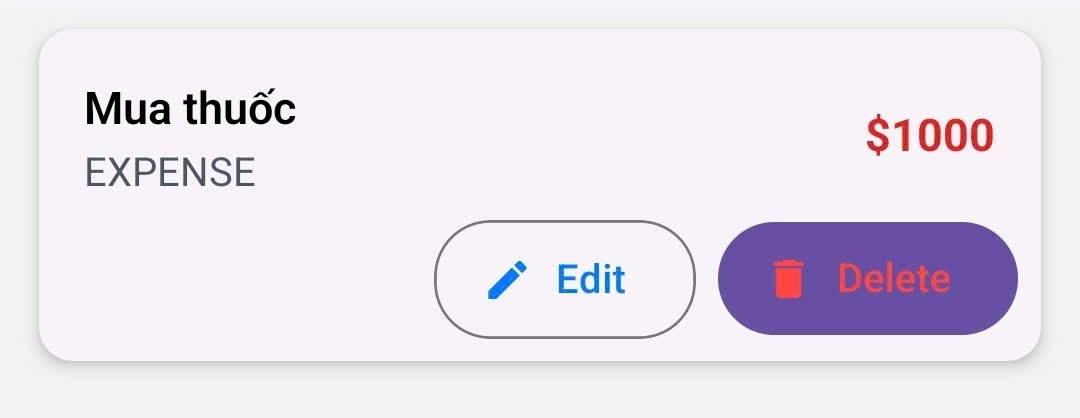 Mua thuốc
$1000
EXPENSE
Edit
Delete